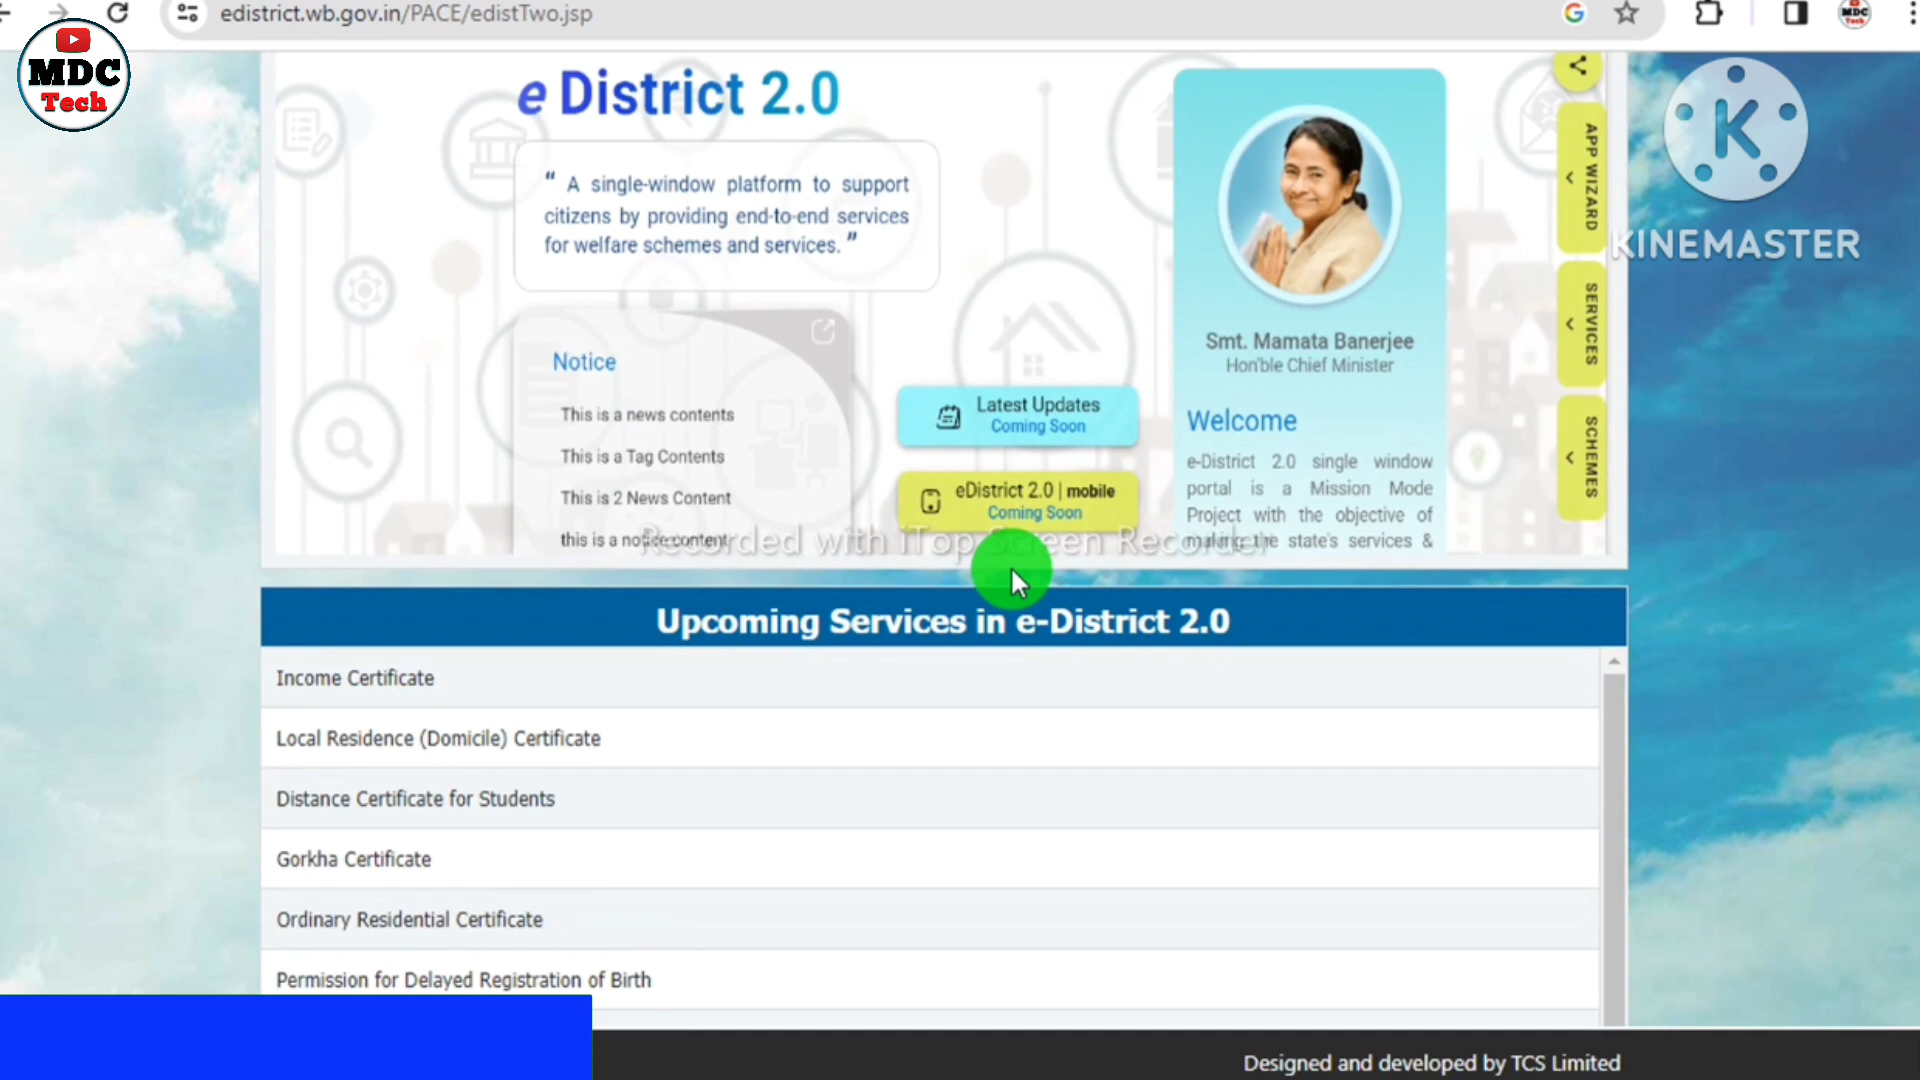 edistrict.wb.gov.in/PACE/edistTwo.jsp
MDC
Tech
MDC
Tech
e District 2.0
“ A single-window platform to support
citizens by providing end-to-end services
for welfare schemes and services. ”
Notice
This is a news contents
This is a Tag Contents
This is 2 News Content
this is a notice content
Latest Updates
Coming Soon
eDistrict 2.0 | mobile
Coming Soon
Smt. Mamata Banerjee
Hon'ble Chief Minister
Welcome
e-District 2.0 single window
portal is a Mission Mode
Project with the objective of
making the state's services &
APP WIZARD
SERVICES
SCHEMES
K
KINEMASTER
Recorded with iTop Screen Recorder
Upcoming Services in e-District 2.0
Income Certificate
Local Residence (Domicile) Certificate
Distance Certificate for Students
Gorkha Certificate
Ordinary Residential Certificate
Permission for Delayed Registration of Birth
Designed and developed by TCS Limited